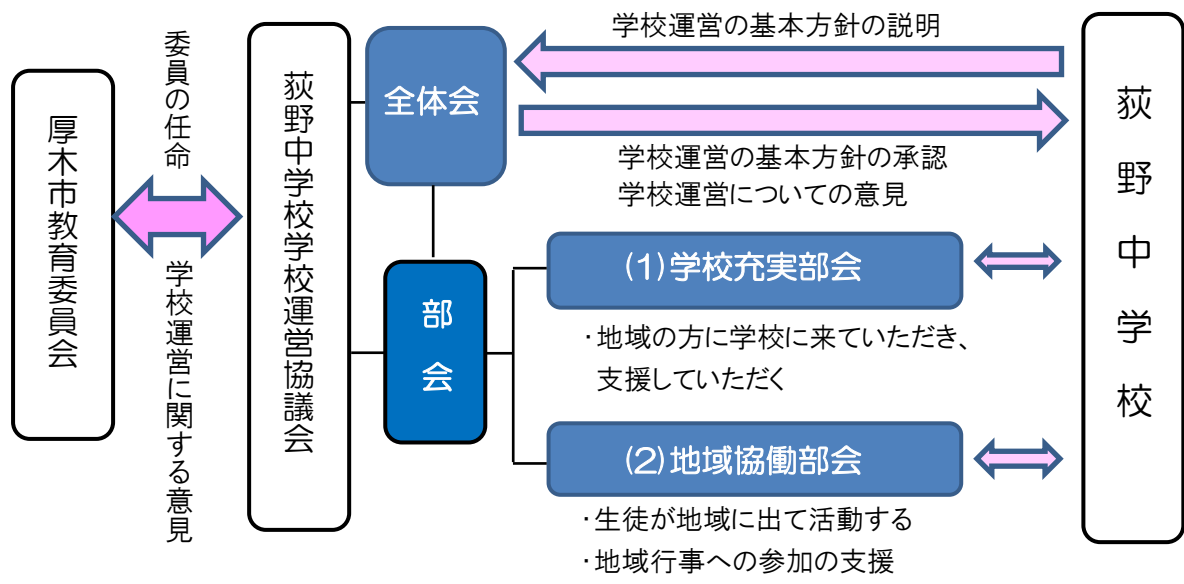 厚木市教育委員会
委員の任命
学校運営に関する意見
荻野中学校学校運営協議会
全体会
学校運営の基本方針の説明
学校運営の基本方針の承認
学校運営についての意見
部会
(1)学校充実部会
・地域の方に学校に来ていただき、
支援していただく
(2)地域協働部会
・生徒が地域に出て活動する
・地域行事への参加の支援
荻野中学校